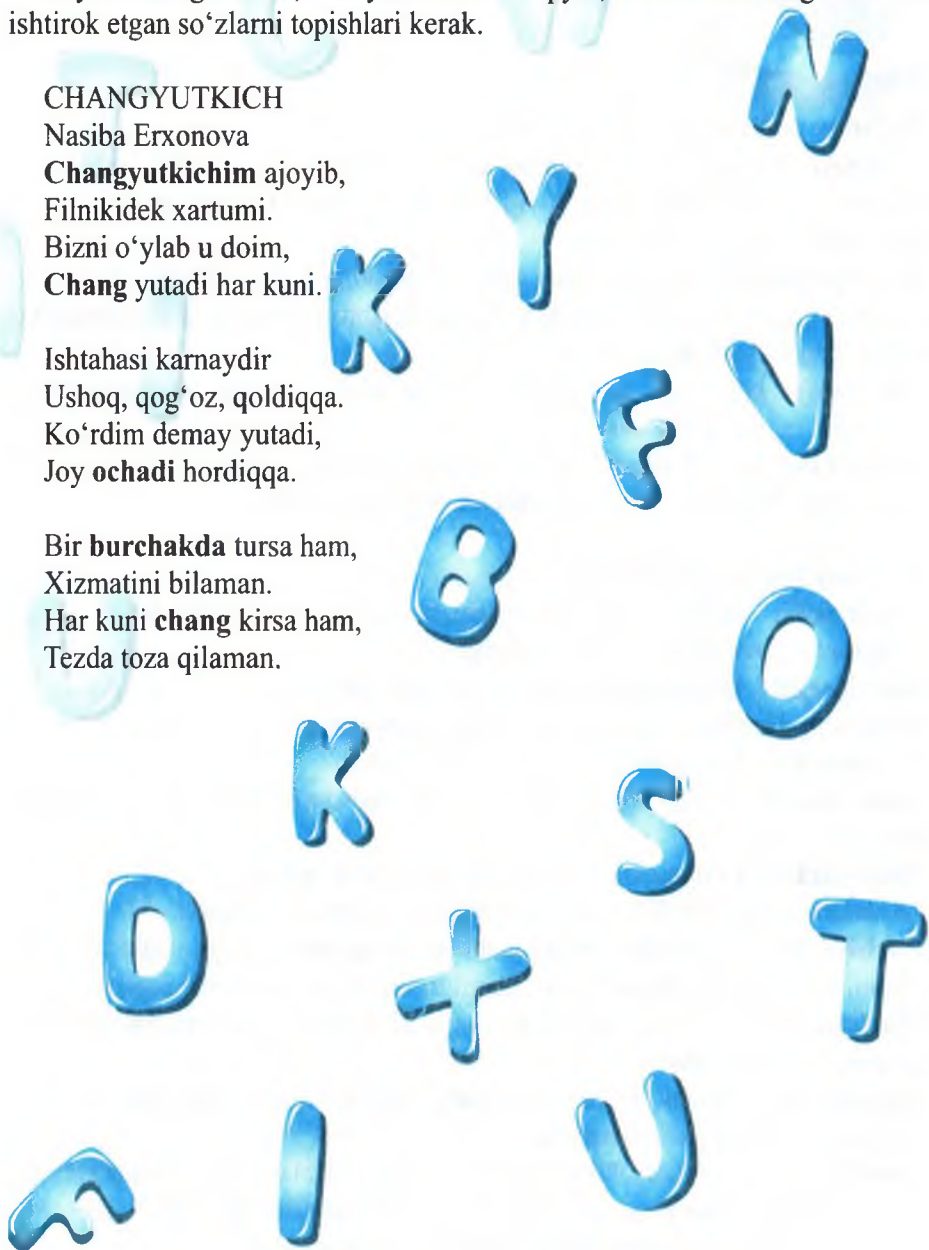 ishtirok etgan so‘zlarni topishlari kerak.
CHANGYUTKICH
Nasiba Erxonova
Changyutkichim ajoyib,
Filnikidek xartumi.
Bizni o‘ylab u doim,
Chang yutadi har kuni.
Ishtahasi karnaydir
Ushoq, qog‘oz, qoldiqqa.
Ko‘rdim demay yutadi,
Joy ochadi hordiqqa.
Bir burchakda tursa ham,
Xizmatini bilaman.
Har kuni chang kirsa ham,
Tezda toza qilaman.
N
Y
K
V
F
B
O
K
S
D
T
I
U